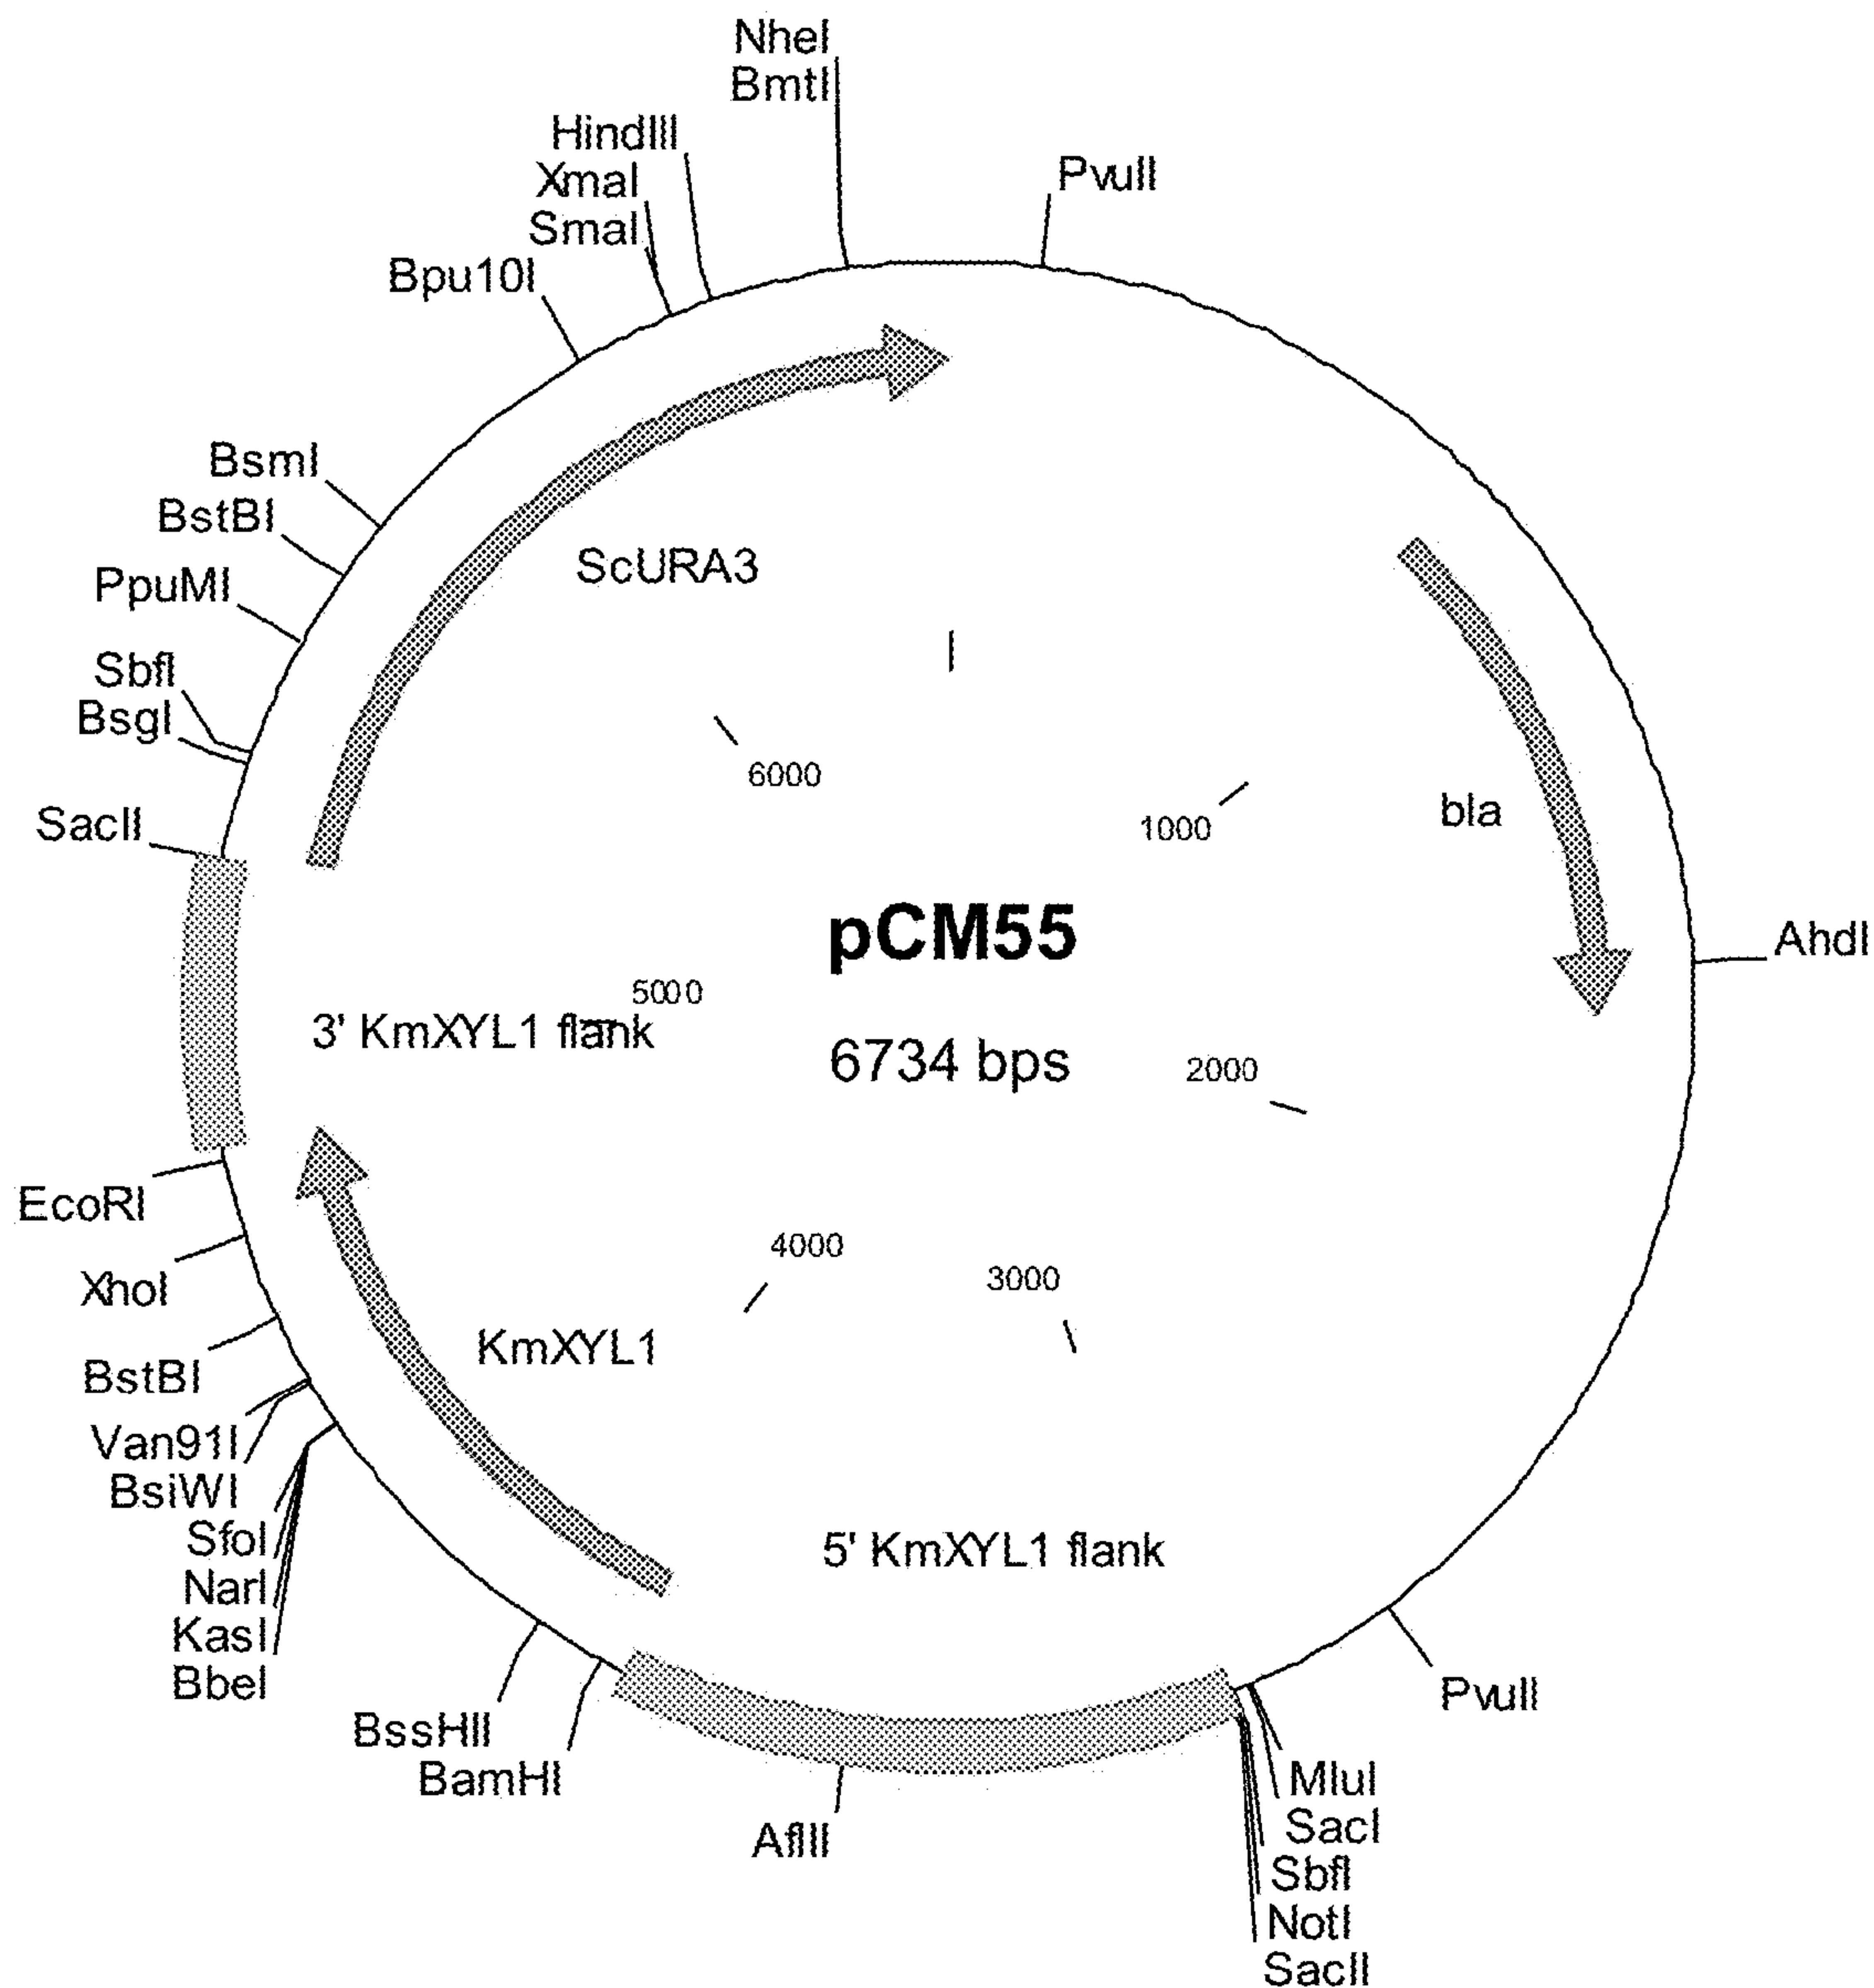 NheI
BmtI
HindIII
XmaI
SmaI
PvuII
Bpu10I
BsmI
BstBI
PpuMI
SbfI
BsgI
SacII
ScURA3
6000
1000
bla
pCM55
6734 bps
AhdI
5000
3' KmXYL1 flank
2000
EcoRI
XhoI
BstBI
Van91I
BsiWI
SfoI
NarI
KasI
BbeI
4000
3000
KmXYL1
5' KmXYL1 flank
BssHII
BamHI
AflII
PvuII
MluI
SacI
SbfI
NotI
SacII